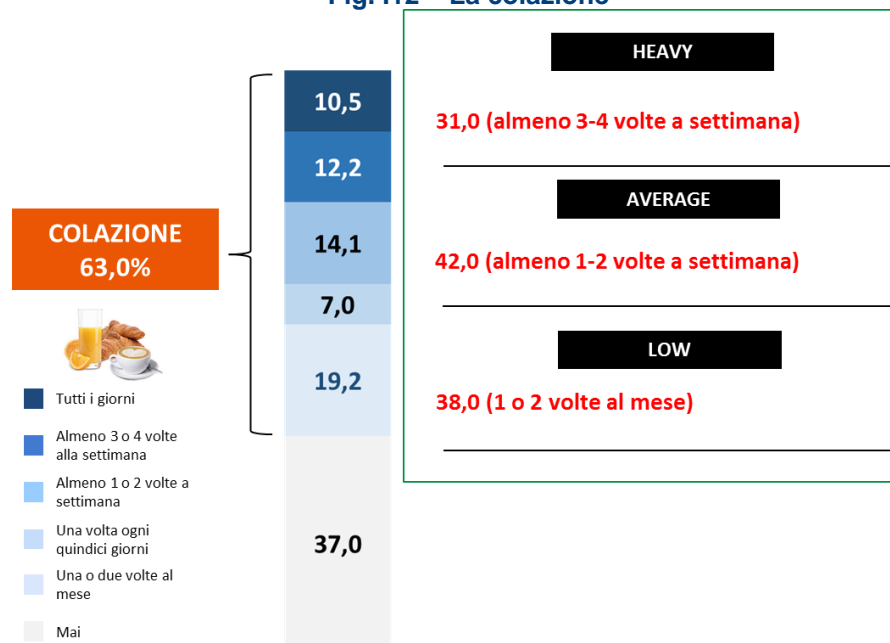 HEAVY
10,5
31,0 (almeno 3-4 volte a settimana)
12,2
AVERAGE
COLAZIONE
63,0%
14,1
42,0 (almeno 1-2 volte a settimana)
7,0
LOW
19,2
38,0 (1 o 2 volte al mese)
Tutti i giorni
Almeno 3 o 4 volte
alla settimana
Almeno 1 o 2 volte a
settimana
Una volta ogni
quindici giorni
Una o due volte al
mese
37,0
Mai